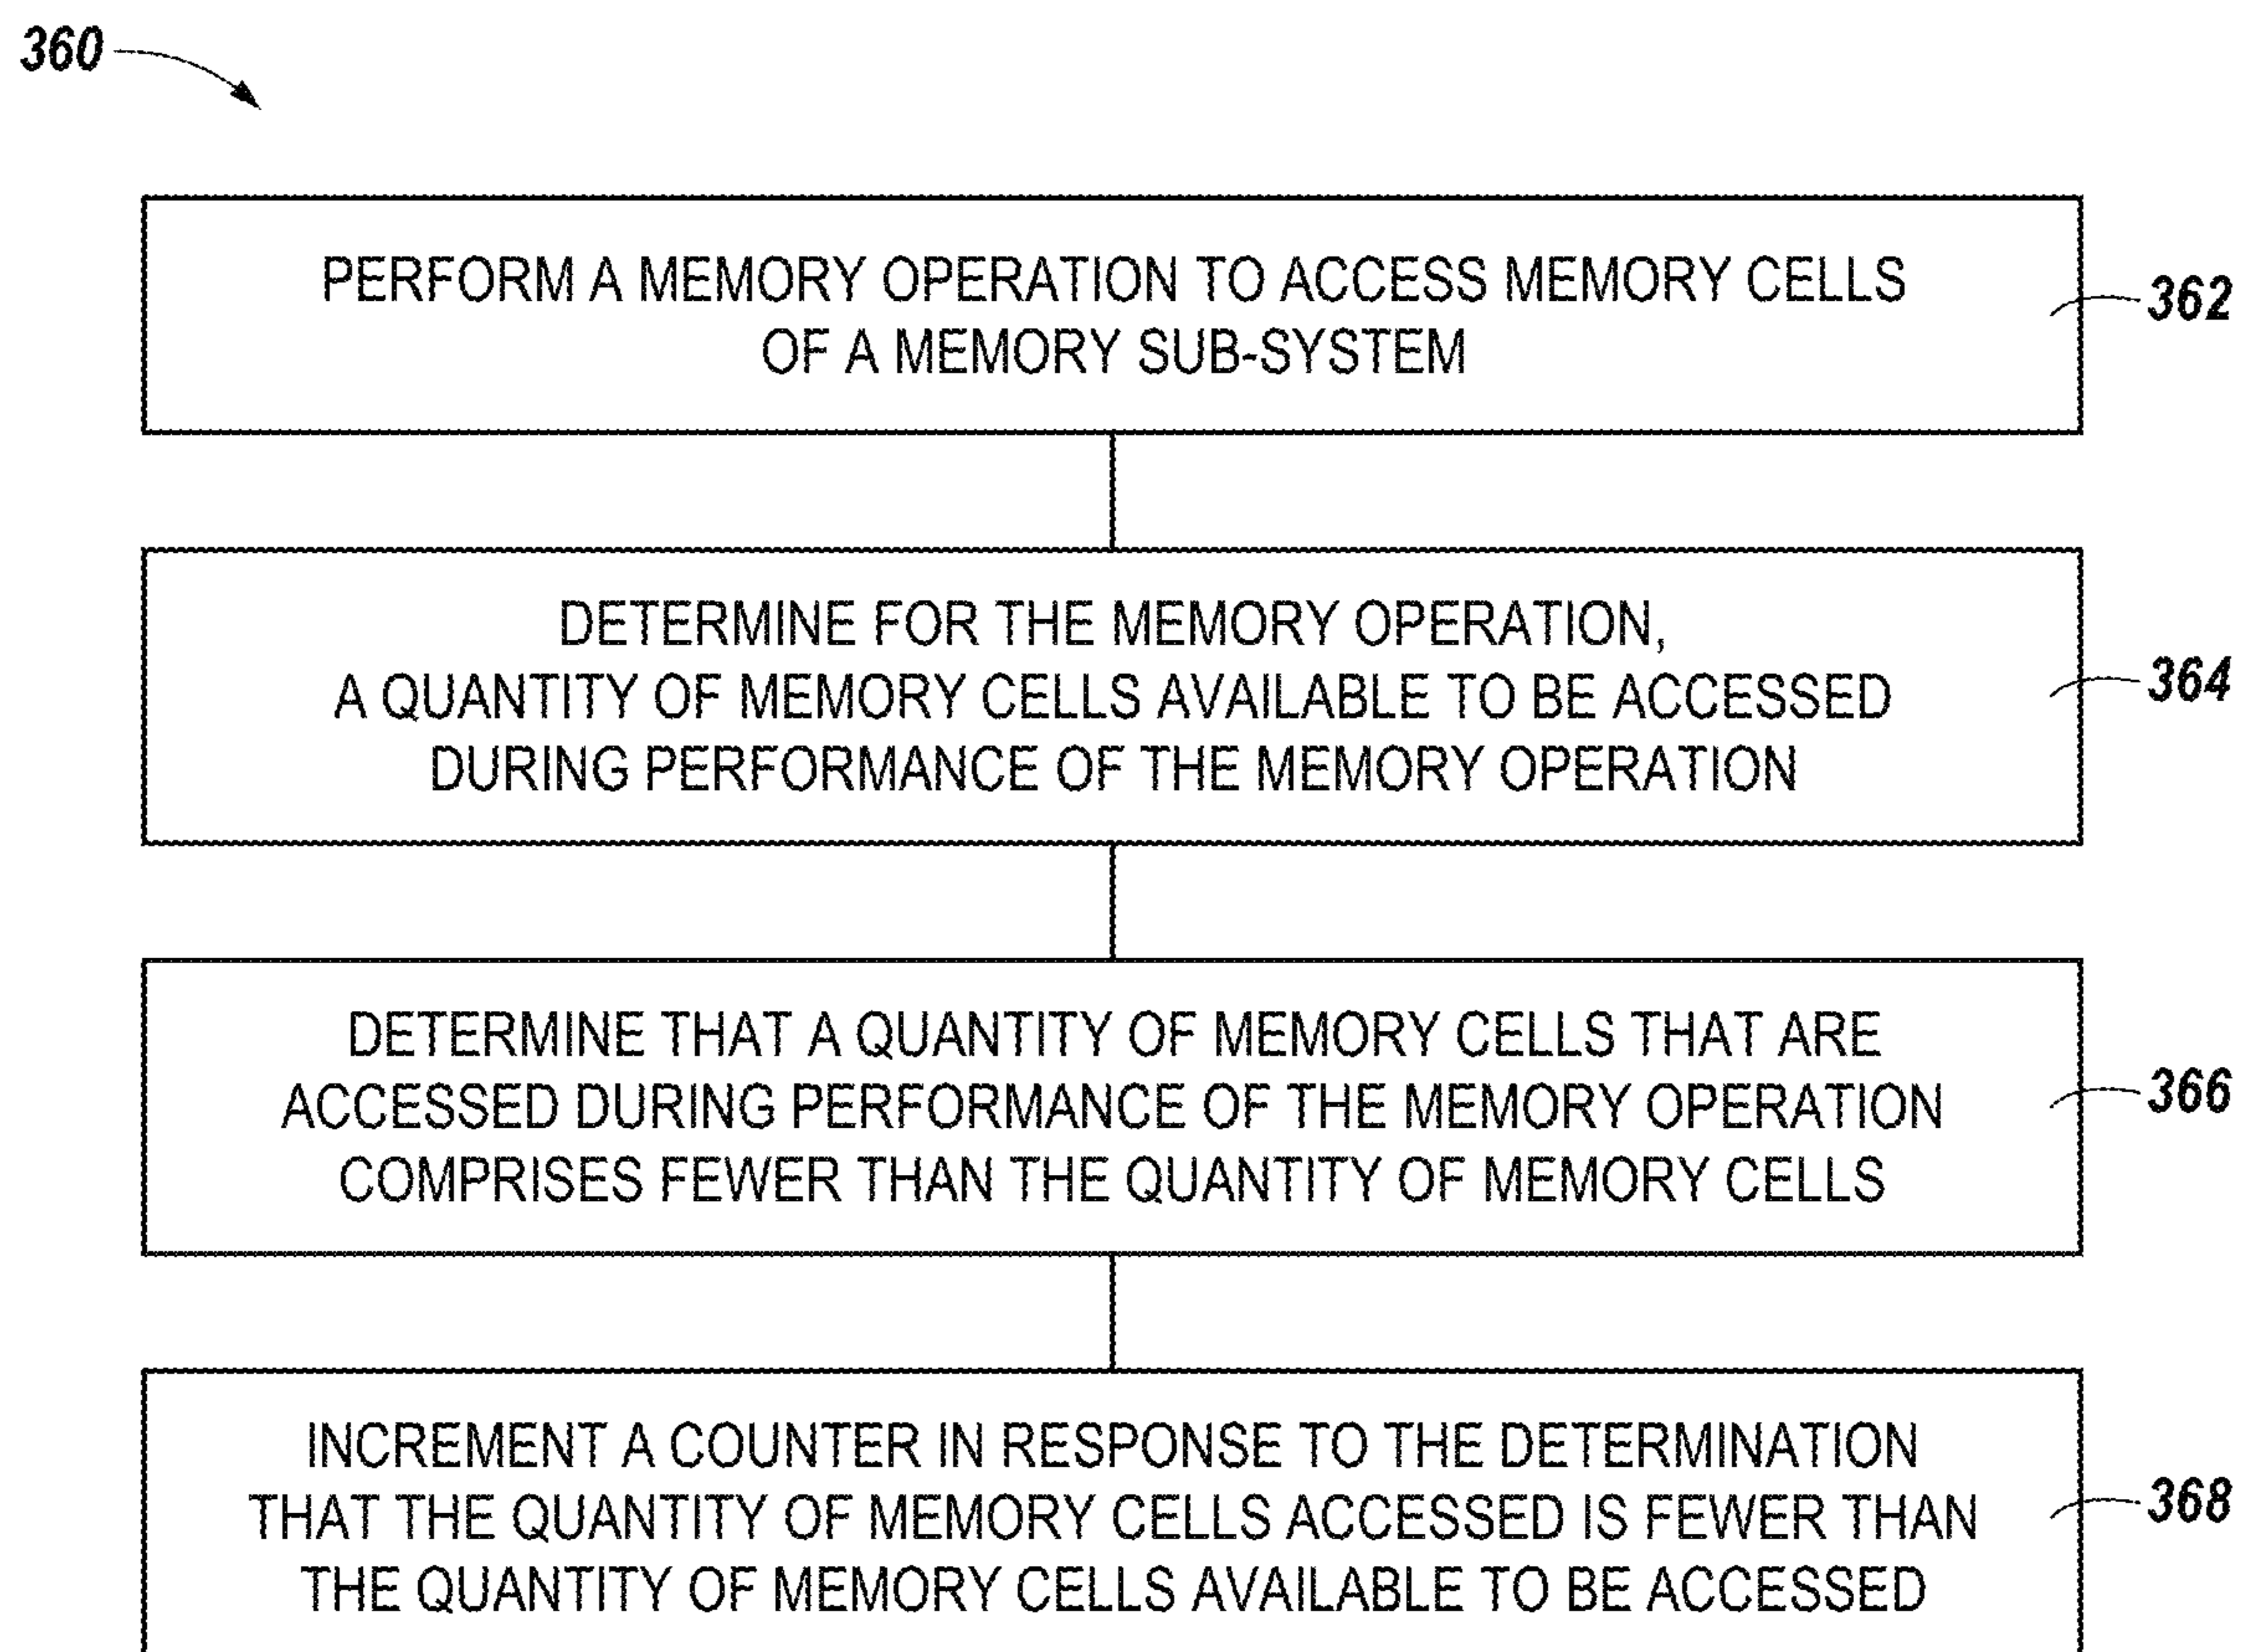 360
PERFORM A MEMORY OPERATION TO ACCESS MEMORY CELLS
OF A MEMORY SUB-SYSTEM
362
DETERMINE FOR THE MEMORY OPERATION,
A QUANTITY OF MEMORY CELLS AVAILABLE TO BE ACCESSED
DURING PERFORMANCE OF THE MEMORY OPERATION
364
DETERMINE THAT A QUANTITY OF MEMORY CELLS THAT ARE
ACCESSED DURING PERFORMANCE OF THE MEMORY OPERATION
COMPRISES FEWER THAN THE QUANTITY OF MEMORY CELLS
366
INCREMENT A COUNTER IN RESPONSE TO THE DETERMINATION
THAT THE QUANTITY OF MEMORY CELLS ACCESSED IS FEWER THAN
THE QUANTITY OF MEMORY CELLS AVAILABLE TO BE ACCESSED
368